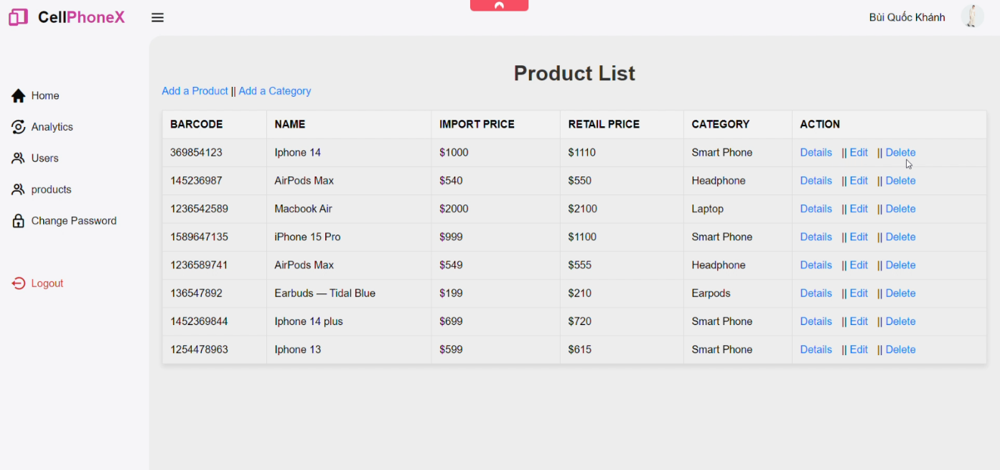 CellPhoneX
Bùi Quốc Khánh
Home
Analytics
Users
products
Change Password
Logout
Product List
Add a Product || Add a Category
BARCODE NAME IMPORT PRICE RETAIL PRICE CATEGORY ACTION
369854123 Iphone 14 $1000 $1110 Smart Phone Details || Edit || Delete
145236987 AirPods Max $540 $550 Headphone Details || Edit || Delete
1236542589 Macbook Air $2000 $2100 Laptop Details || Edit || Delete
1589647135 iPhone 15 Pro $999 $1100 Smart Phone Details || Edit || Delete
1236589741 AirPods Max $549 $555 Headphone Details || Edit || Delete
136547892 Earbuds — Tidal Blue $199 $210 Earpods Details || Edit || Delete
1452369844 Iphone 14 plus $699 $720 Smart Phone Details || Edit || Delete
1254478963 Iphone 13 $599 $615 Smart Phone Details || Edit || Delete